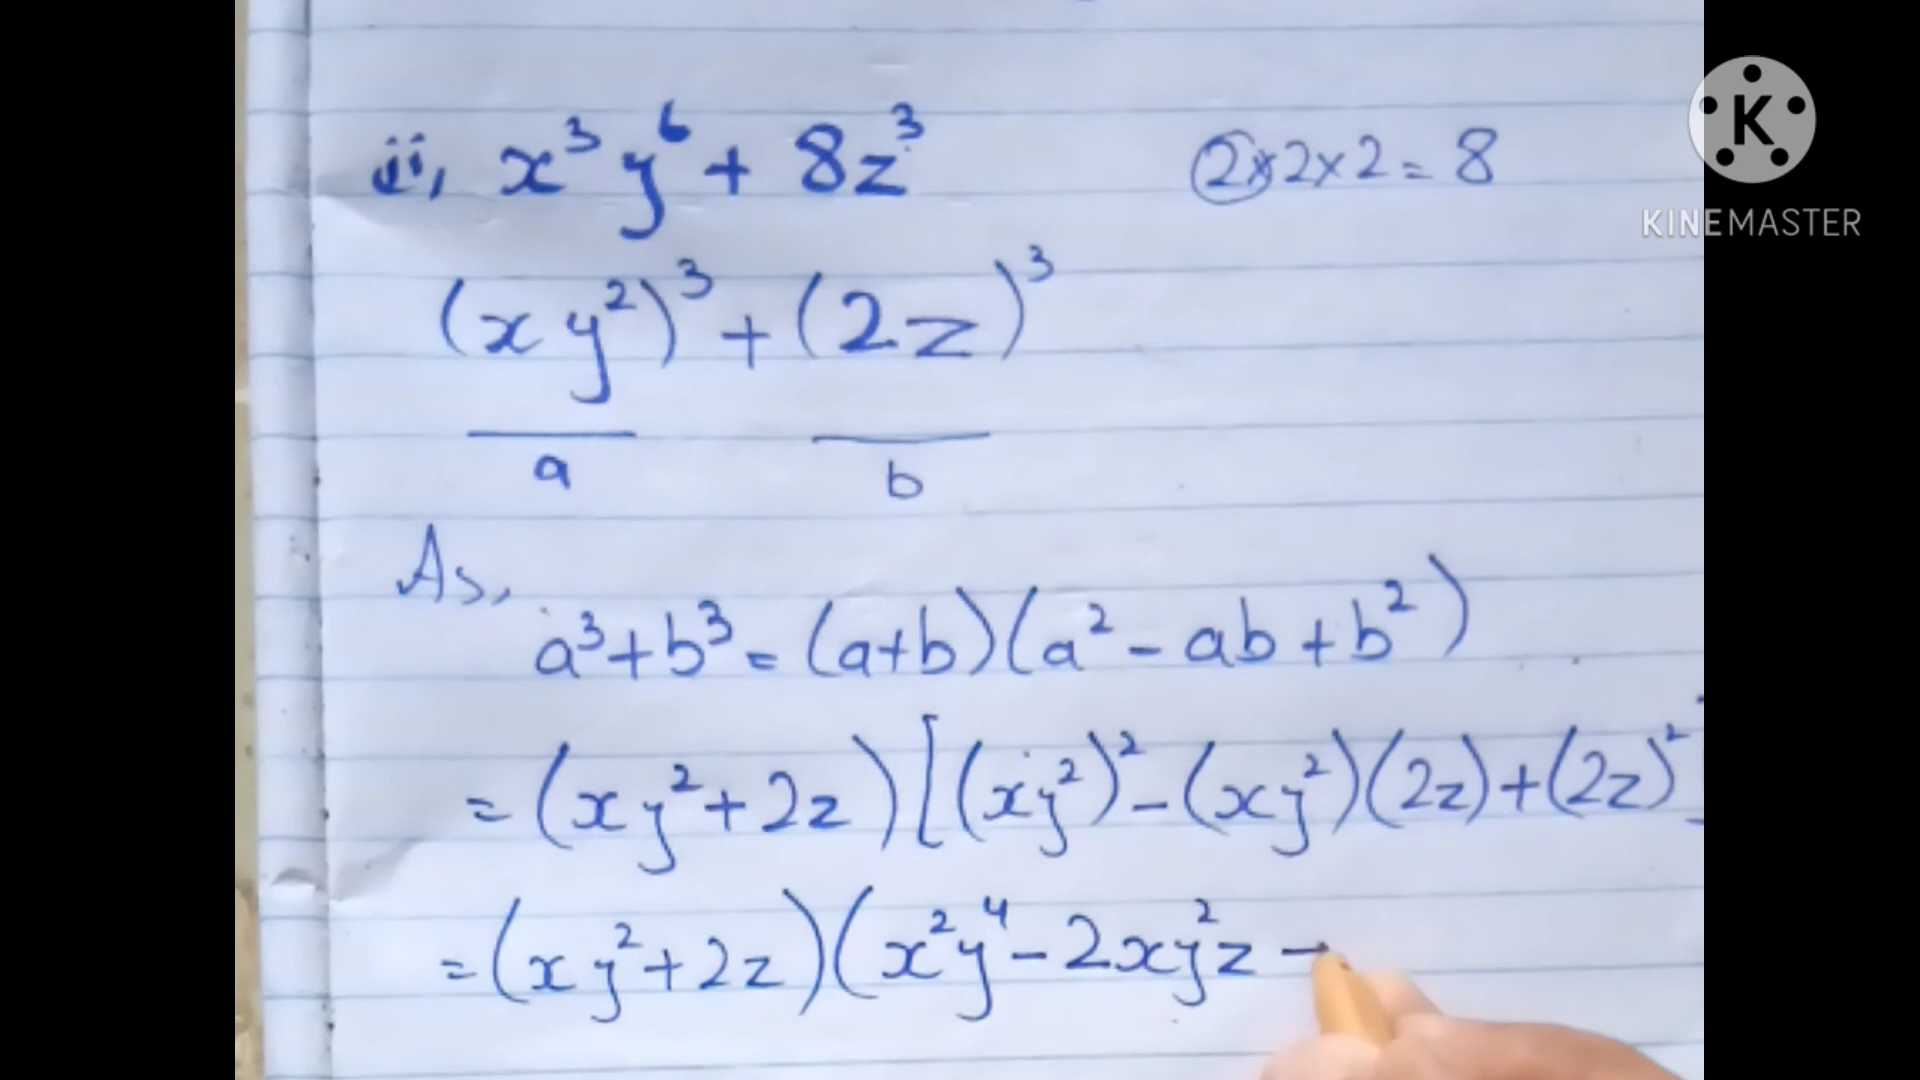 ii, x³y⁶ + 8z³ ②×2×2 = 8
K
KINEMASTER
(xy²)³ + (2z)³
a b
As,
a³+b³ = (a+b)(a² - ab + b²)
= (xy² + 2z)[(xy²)² - (xy²)(2z) + (2z)²]
= (xy² + 2z)(x²y⁴ - 2xy²z -